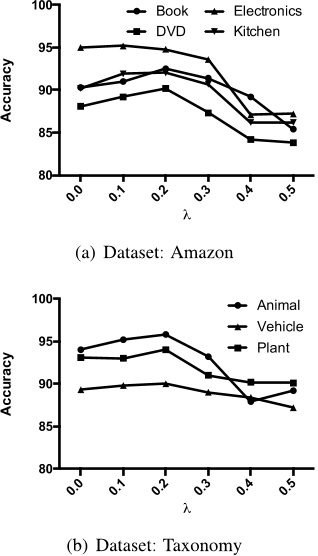 Book
Electronics
DVD
Kitchen
Accuracy
100
95
90
85
80
0.0 0.1 0.2 0.3 0.4 0.5
λ
(a) Dataset: Amazon
Animal
Vehicle
Plant
Accuracy
100
95
90
85
80
0.0 0.1 0.2 0.3 0.4 0.5
λ
(b) Dataset: Taxonomy